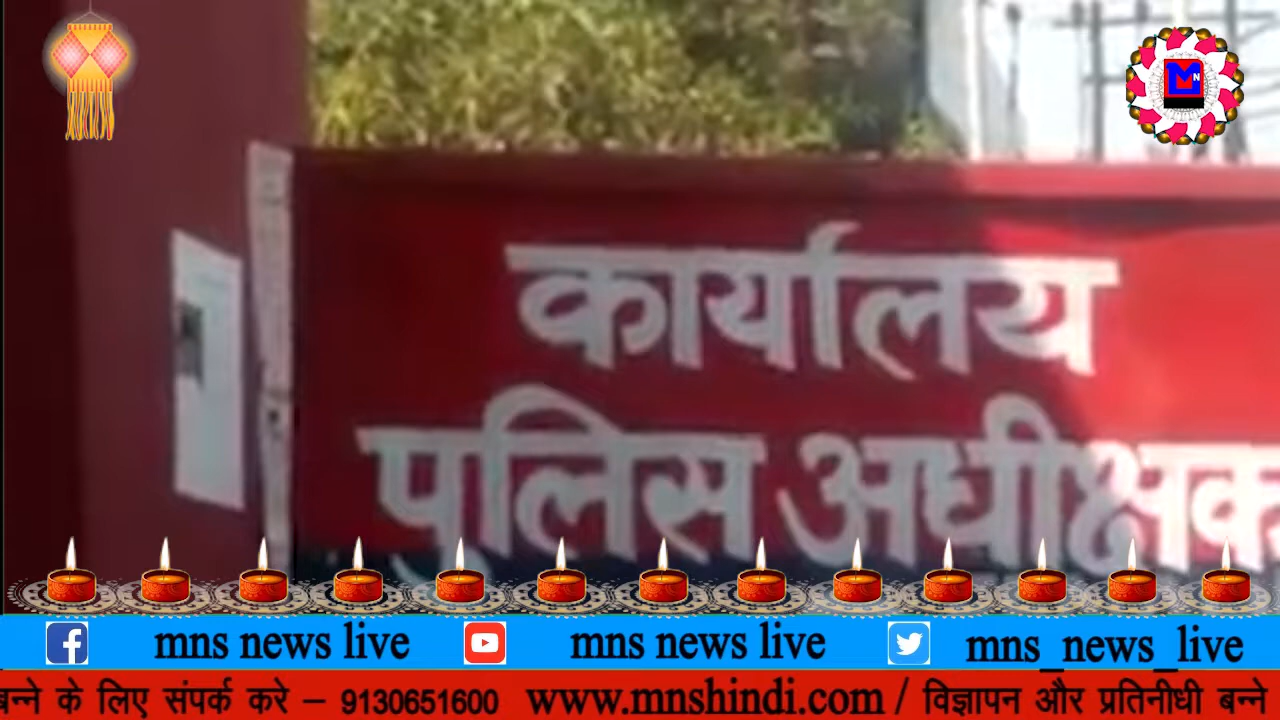 कार्यालय
पुलिस अधीक्षक
mns news live mns news live mns_news_live
बन्ने के लिए संपर्क करे – 9130651600 www.mnshindi.com / विज्ञापन और प्रतिनीधी बन्ने